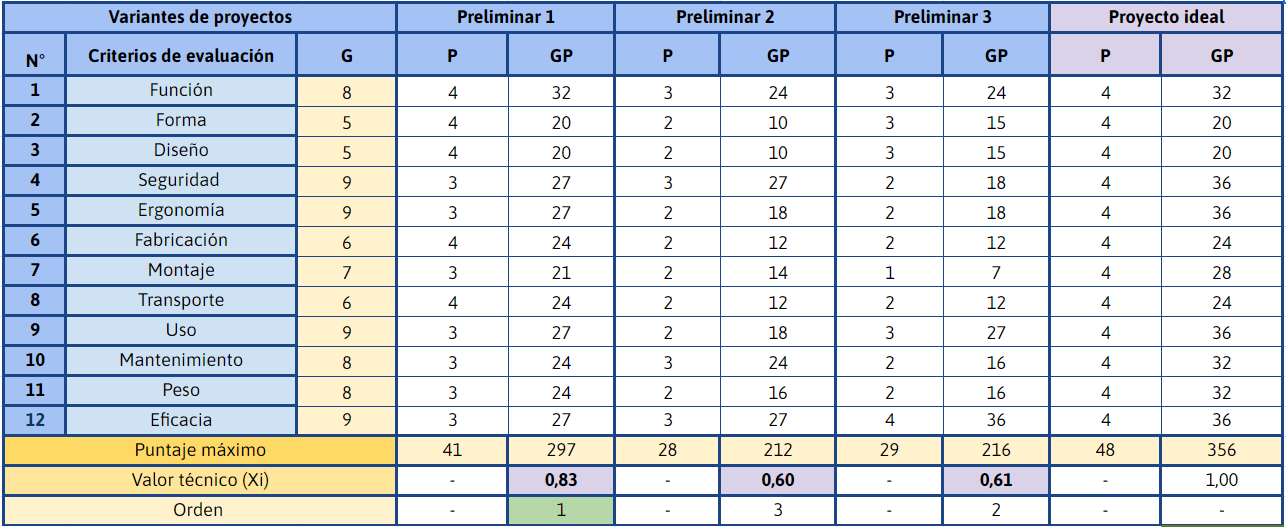 Variantes de proyectos Preliminar 1 Preliminar 2 Preliminar 3 Proyecto ideal
N° Criterios de evaluación G P GP P GP P GP P GP
1 Función 8 4 32 3 24 3 24 4 32
2 Forma 5 4 20 2 10 3 15 4 20
3 Diseño 5 4 20 2 10 3 15 4 20
4 Seguridad 9 3 27 3 27 2 18 4 36
5 Ergonomía 9 3 27 2 18 2 18 4 36
6 Fabricación 6 4 24 2 12 2 12 4 24
7 Montaje 7 3 21 2 14 1 7 4 28
8 Transporte 6 4 24 2 12 2 12 4 24
9 Uso 9 3 27 2 18 3 27 4 36
10 Mantenimiento 8 3 24 3 24 2 16 4 32
11 Peso 8 3 24 2 16 2 16 4 32
12 Eficacia 9 3 27 3 27 4 36 4 36
Puntaje máximo 41 297 28 212 29 216 48 356
Valor técnico (Xi) - 0,83 - 0,60 - 0,61 - 1,00
Orden - 1 - 3 - 2 - -